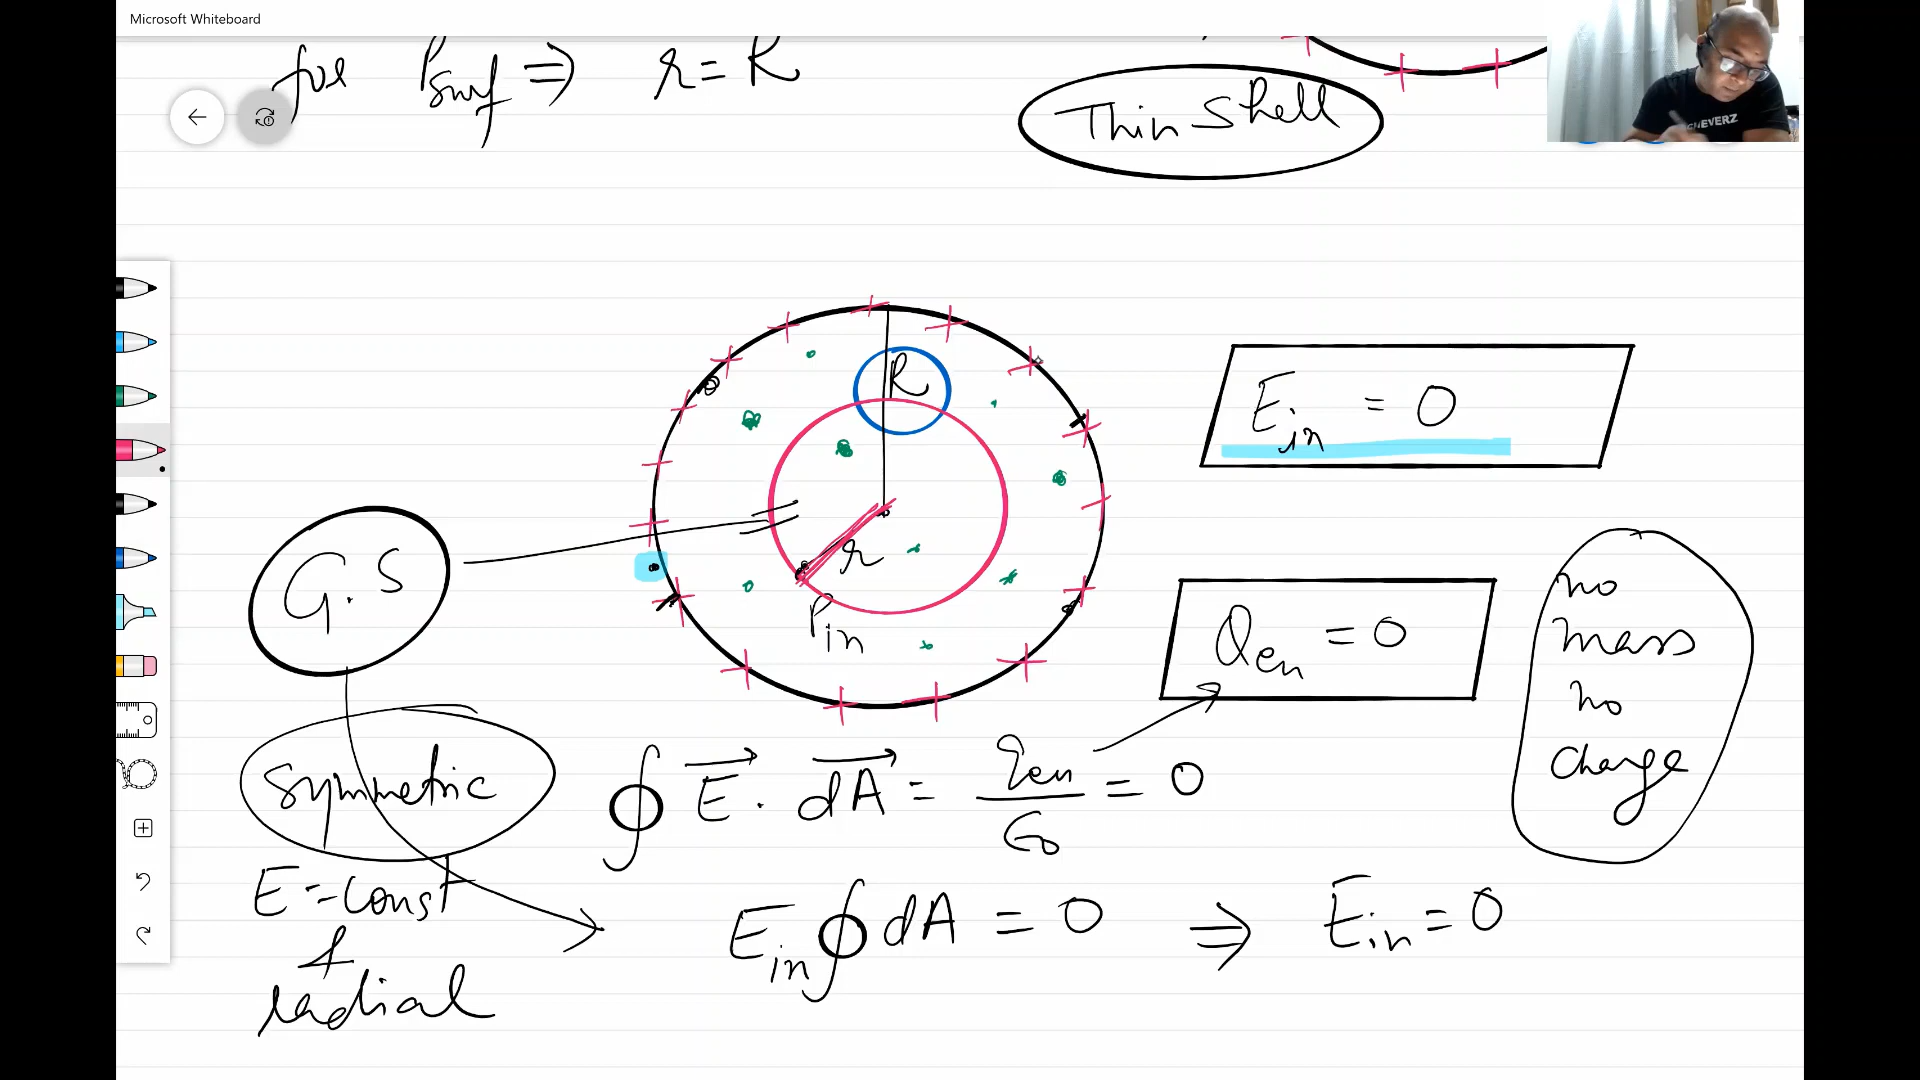 Microsoft Whiteboard
for P_surf ⇒ r = R
Thin Shell
R
E_in = 0
G.S
r
P_in
Q_en = 0
no
mass
no
charge
Symmetric
∮ E⃗ · dA⃗ = q_en / ε₀ = 0
E = const
&
radial
E_in ∮ dA = 0 ⇒ E_in = 0